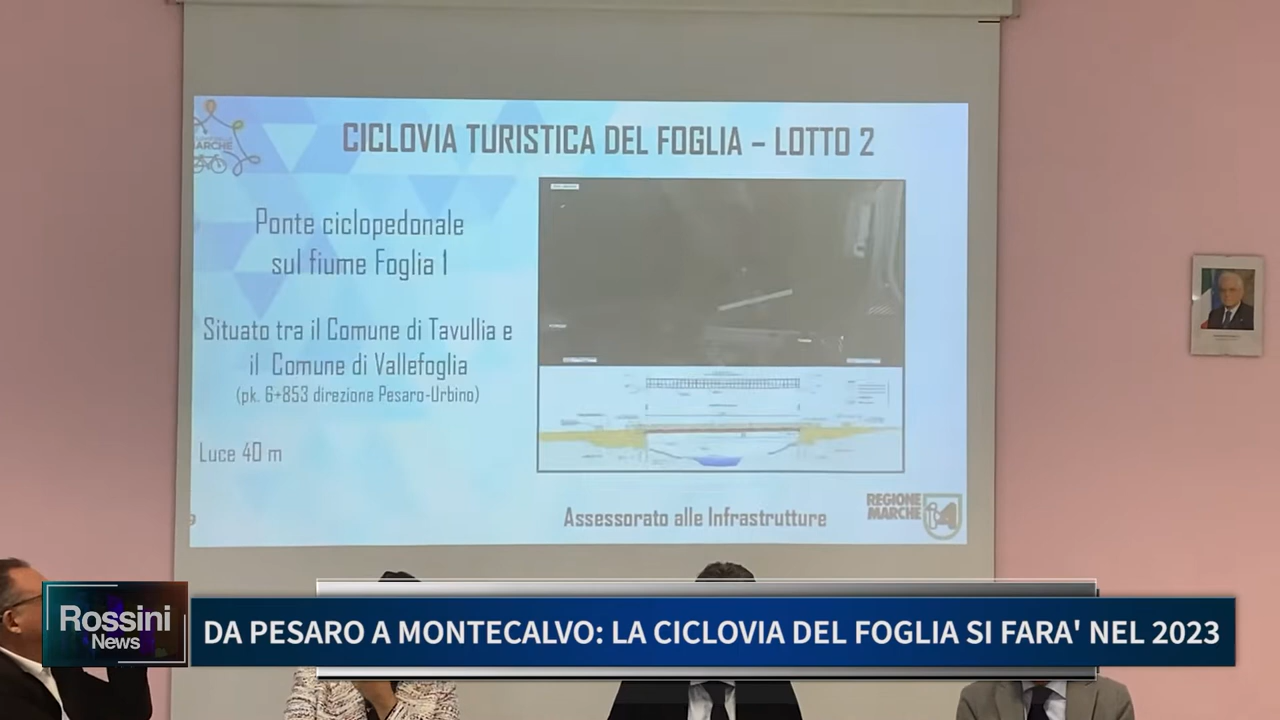 ARCHE
CICLOVIA TURISTICA DEL FOGLIA – LOTTO 2
Ponte ciclopedonale
sul fiume Foglia 1
Situato tra il Comune di Tavullia e
il Comune di Vallefoglia
(pk. 6+853 direzione Pesaro-Urbino)
Luce 40 m
9
Assessorato alle Infrastrutture
REGIONE
MARCHE
Rossini
News
DA PESARO A MONTECALVO: LA CICLOVIA DEL FOGLIA SI FARA' NEL 2023